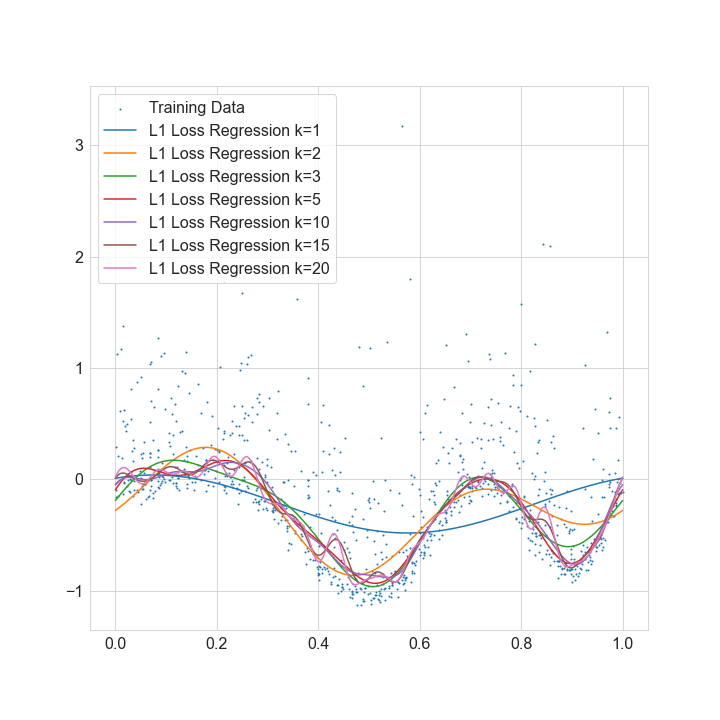 Training Data
L1 Loss Regression k=1
L1 Loss Regression k=2
L1 Loss Regression k=3
L1 Loss Regression k=5
L1 Loss Regression k=10
L1 Loss Regression k=15
L1 Loss Regression k=20
3
2
1
0
−1
0.0 0.2 0.4 0.6 0.8 1.0